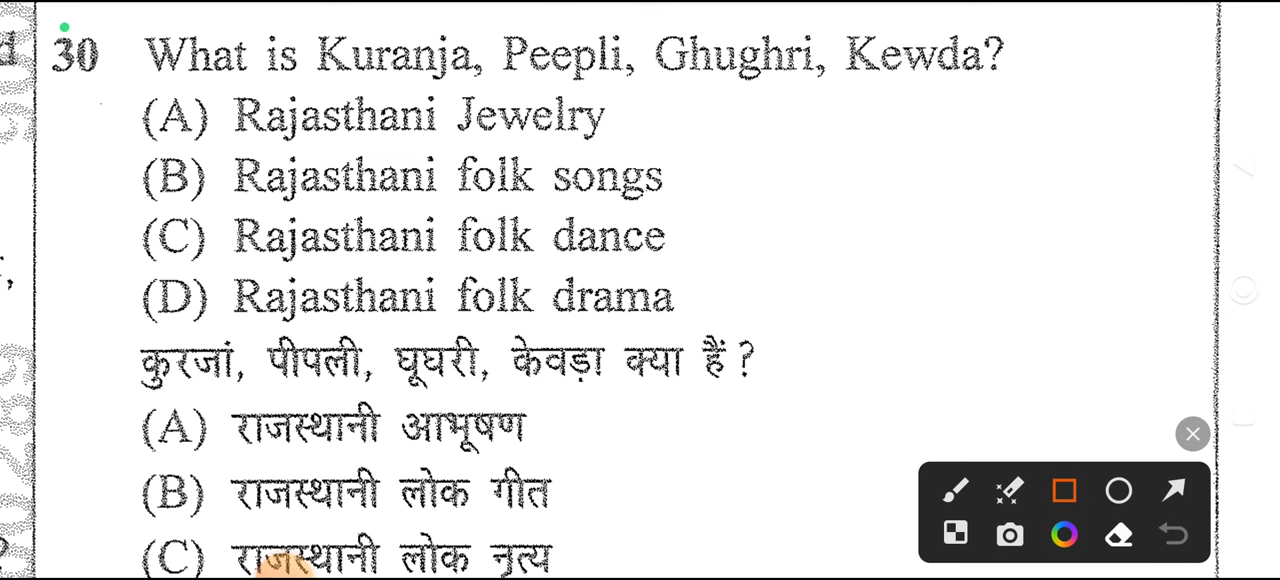 30 What is Kuranja, Peepli, Ghughri, Kewda?
(A) Rajasthani Jewelry
(B) Rajasthani folk songs
(C) Rajasthani folk dance
(D) Rajasthani folk drama
कुरजां, पीपली, घूघरी, केवड़ा क्या हैं ?
(A) राजस्थानी आभूषण
(B) राजस्थानी लोक गीत
(C) राजस्थानी लोक नृत्य